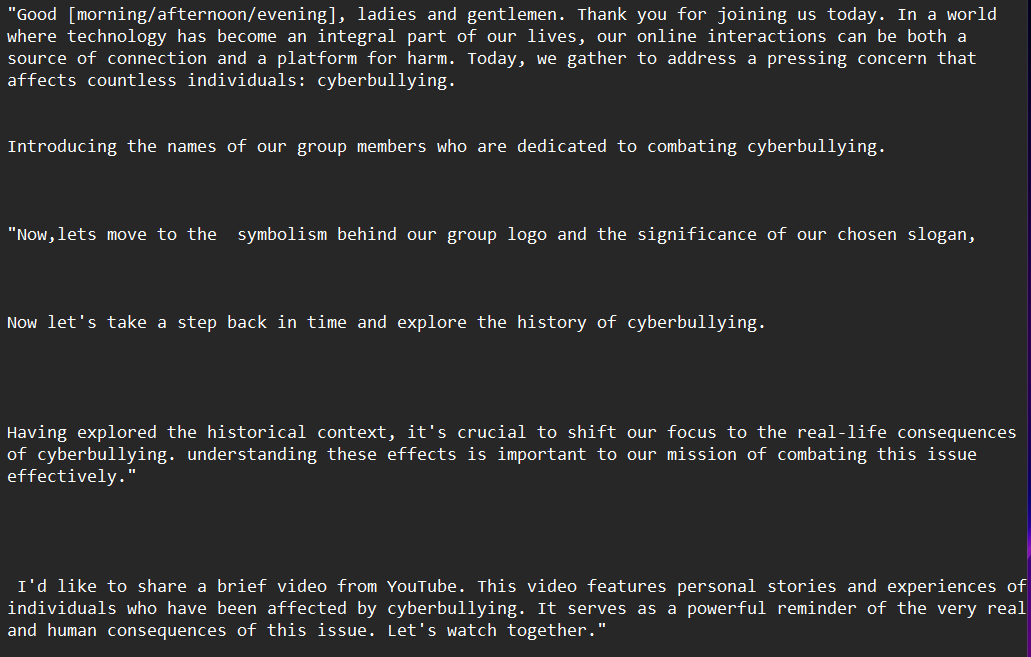 "Good [morning/afternoon/evening], ladies and gentlemen. Thank you for joining us today. In a world
where technology has become an integral part of our lives, our online interactions can be both a
source of connection and a platform for harm. Today, we gather to address a pressing concern that
affects countless individuals: cyberbullying.
Introducing the names of our group members who are dedicated to combating cyberbullying.
"Now,lets move to the  symbolism behind our group logo and the significance of our chosen slogan,
Now let's take a step back in time and explore the history of cyberbullying.
Having explored the historical context, it's crucial to shift our focus to the real-life consequences
of cyberbullying. understanding these effects is important to our mission of combating this issue
effectively."
I'd like to share a brief video from YouTube. This video features personal stories and experiences of
individuals who have been affected by cyberbullying. It serves as a powerful reminder of the very real
and human consequences of this issue. Let's watch together."